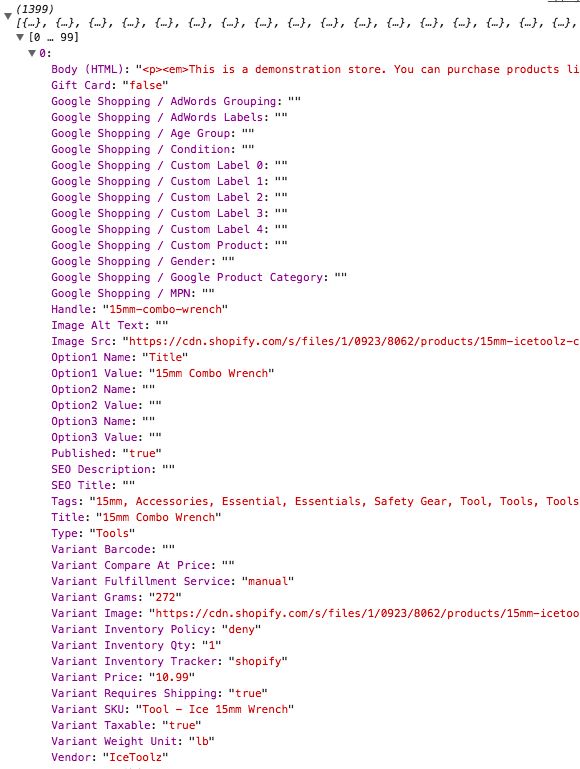 (1399)
[{…}, {…}, {…}, {…}, {…}, {…}, {…}, {…}, {…}, {…}, {…}, {…}, {…}, {…}, {…}, {…},
[0 … 99]
0:
Body (HTML): "<p><em>This is a demonstration store. You can purchase products li
Gift Card: "false"
Google Shopping / AdWords Grouping: ""
Google Shopping / AdWords Labels: ""
Google Shopping / Age Group: ""
Google Shopping / Condition: ""
Google Shopping / Custom Label 0: ""
Google Shopping / Custom Label 1: ""
Google Shopping / Custom Label 2: ""
Google Shopping / Custom Label 3: ""
Google Shopping / Custom Label 4: ""
Google Shopping / Custom Product: ""
Google Shopping / Gender: ""
Google Shopping / Google Product Category: ""
Google Shopping / MPN: ""
Handle: "15mm-combo-wrench"
Image Alt Text: ""
Image Src: "https://cdn.shopify.com/s/files/1/0923/8062/products/15mm-icetoolz-c
Option1 Name: "Title"
Option1 Value: "15mm Combo Wrench"
Option2 Name: ""
Option2 Value: ""
Option3 Name: ""
Option3 Value: ""
Published: "true"
SEO Description: ""
SEO Title: ""
Tags: "15mm, Accessories, Essential, Essentials, Safety Gear, Tool, Tools, Tools
Title: "15mm Combo Wrench"
Type: "Tools"
Variant Barcode: ""
Variant Compare At Price: ""
Variant Fulfillment Service: "manual"
Variant Grams: "272"
Variant Image: "https://cdn.shopify.com/s/files/1/0923/8062/products/15mm-icetoo
Variant Inventory Policy: "deny"
Variant Inventory Qty: "1"
Variant Inventory Tracker: "shopify"
Variant Price: "10.99"
Variant Requires Shipping: "true"
Variant SKU: "Tool - Ice 15mm Wrench"
Variant Taxable: "true"
Variant Weight Unit: "lb"
Vendor: "IceToolz"